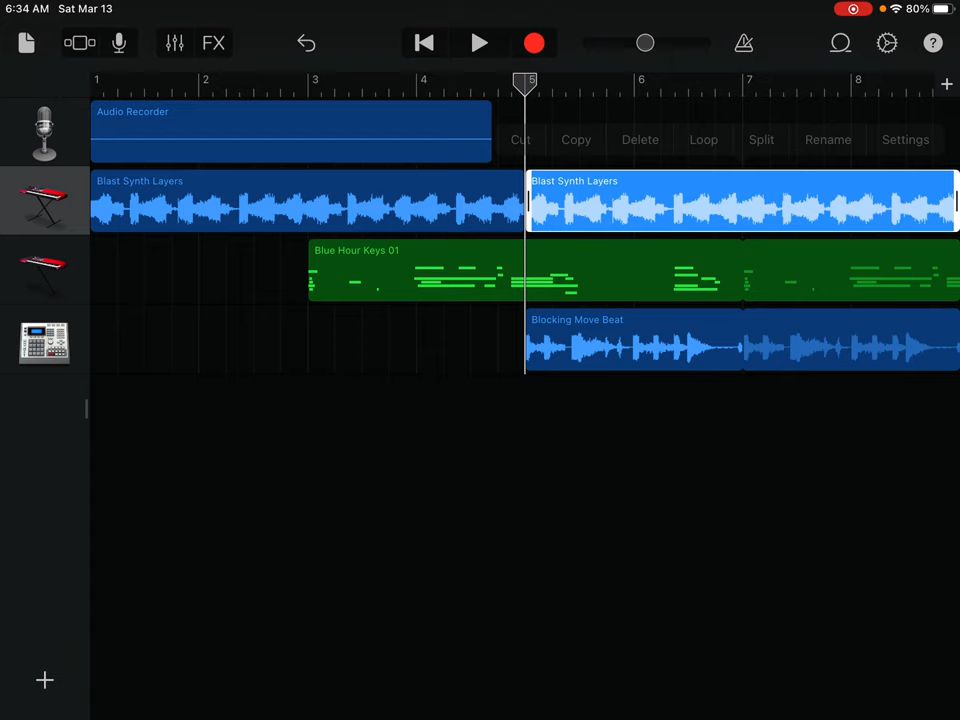 6:34 AM Sat Mar 13 80%
FX ?
1 2 3 4 5 6 7 8 +
Audio Recorder
Cut Copy Delete Loop Split Rename Settings
Blast Synth Layers Blast Synth Layers
Blue Hour Keys 01
Blocking Move Beat